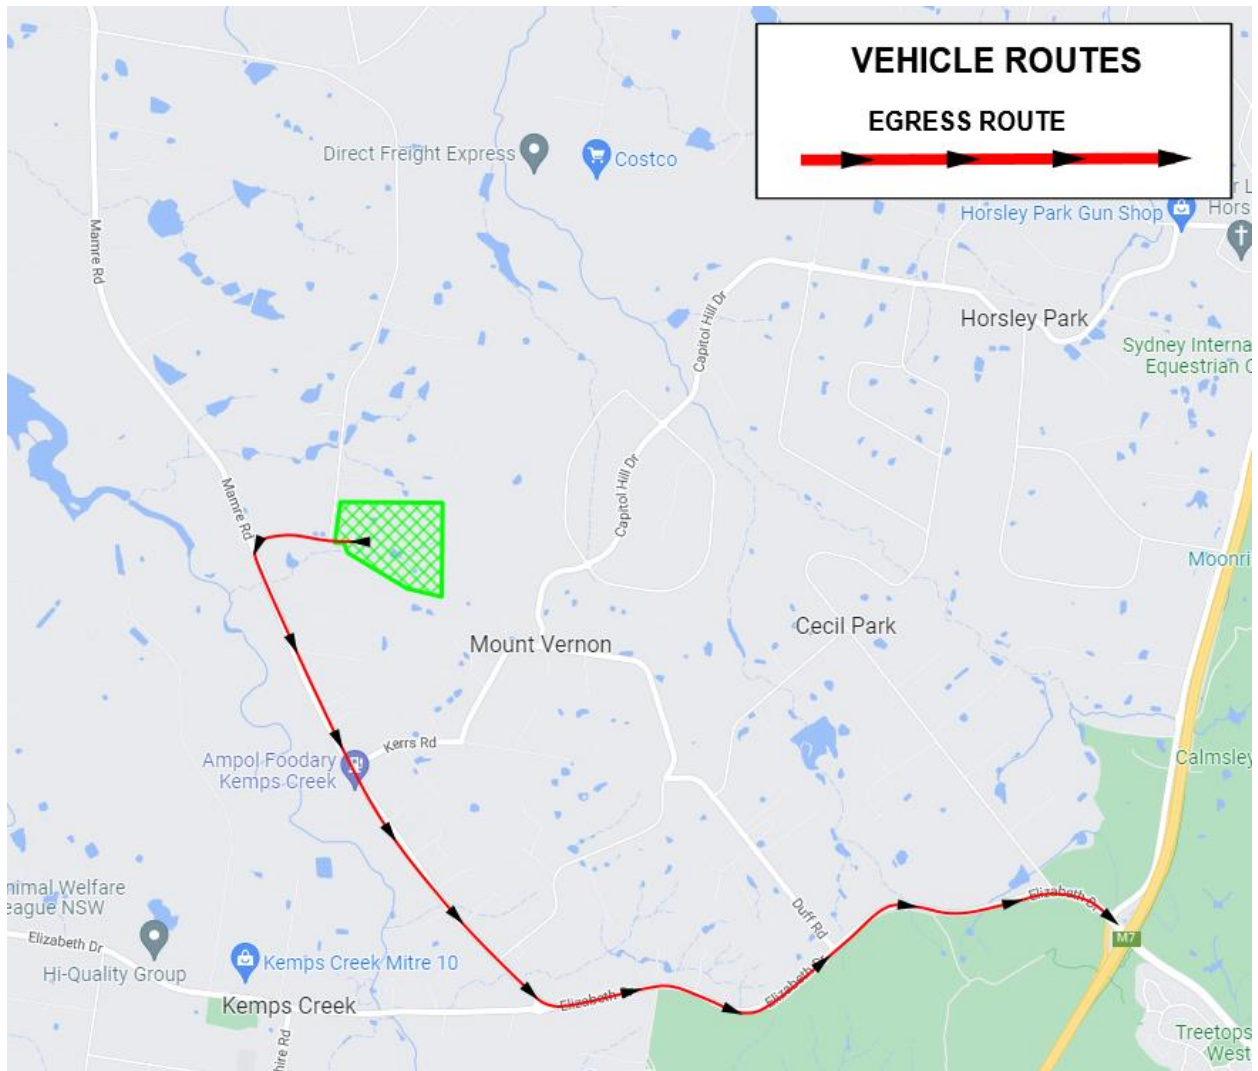 VEHICLE ROUTES
EGRESS ROUTE
Direct Freight Express
Costco
Horsley Park Gun Shop
Hors
Mamre Rd
Capitol Hill Dr
Horsley Park
Sydney Interna
Equestrian C
Mamre Rd
Capitol Hill Dr
Moonri
Mount Vernon
Cecil Park
Kerrs Rd
Ampol Foodary
Kemps Creek
Calmsley
nimal Welfare
eague NSW
Elizabeth Dr
Duff Rd
Elizabeth Dr
M7
Hi-Quality Group
Kemps Creek Mitre 10
Elizabeth Dr
Kemps Creek
Elizabeth
hire Rd
Treetops
West